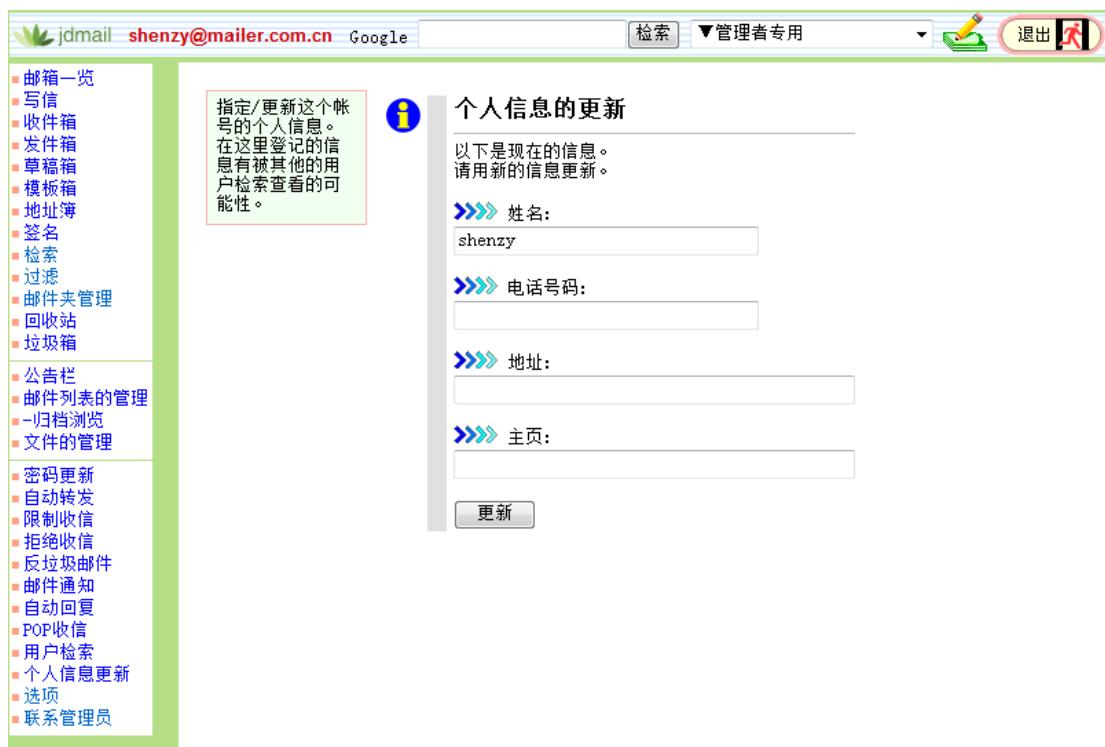 jdmail shenzy@mailer.com.cn Google 检索 ▼管理者专用 退出
邮箱一览
写信
收件箱
发件箱
草稿箱
模板箱
地址簿
签名
检索
过滤
邮件夹管理
回收站
垃圾箱
公告栏
邮件列表的管理
-归档浏览
文件的管理
密码更新
自动转发
限制收信
拒绝收信
反垃圾邮件
邮件通知
自动回复
POP收信
用户检索
个人信息更新
选项
联系管理员
指定/更新这个帐
号的个人信息。
在这里登记的信
息有被其他的用
户检索查看的可
能性。
个人信息的更新
以下是现在的信息。
请用新的信息更新。
姓名:
shenzy
电话号码:
地址:
主页:
更新